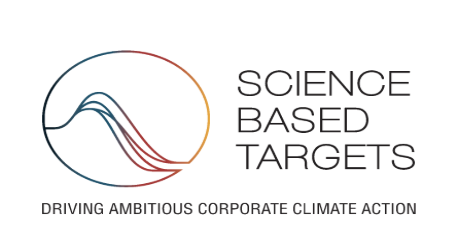 SCIENCE
BASED
TARGETS
DRIVING AMBITIOUS CORPORATE CLIMATE ACTION